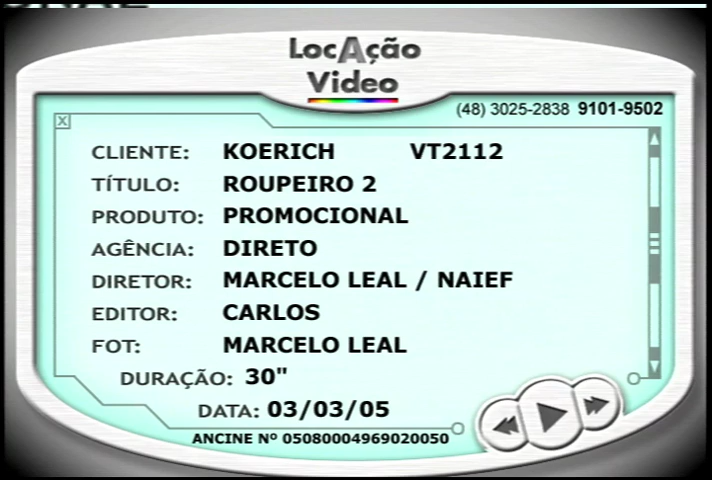 LocAção
Video
(48) 3025-2838 9101-9502
X
CLIENTE: KOERICH VT2112
TÍTULO: ROUPEIRO 2
PRODUTO: PROMOCIONAL
AGÊNCIA: DIRETO
DIRETOR: MARCELO LEAL / NAIEF
EDITOR: CARLOS
FOT: MARCELO LEAL
DURAÇÃO: 30"
DATA: 03/03/05
ANCINE Nº 05080004969020050